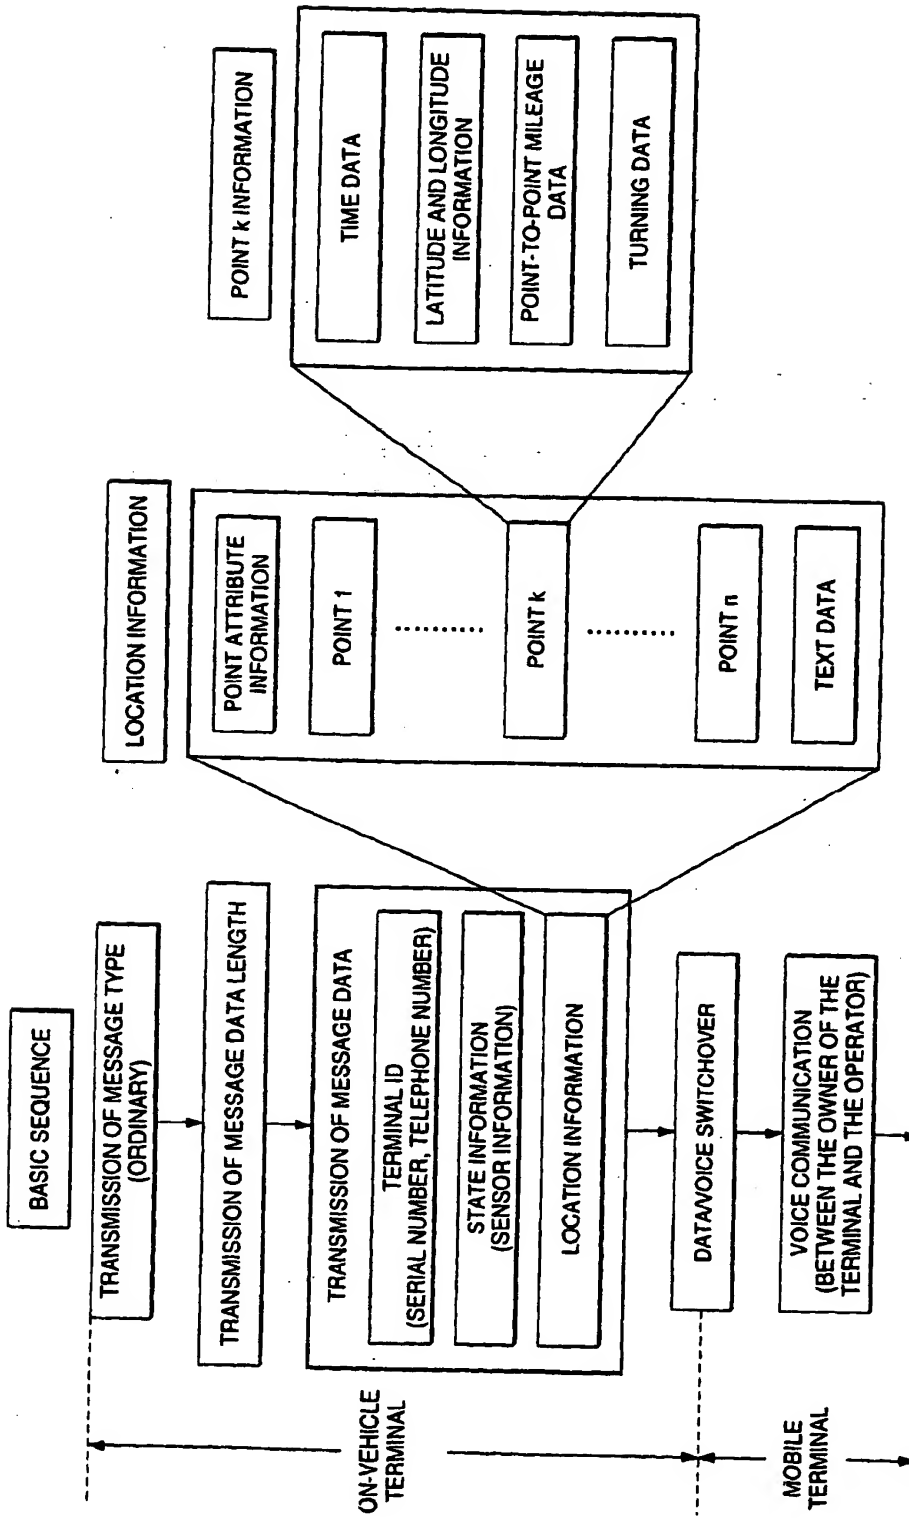 BASIC SEQUENCE
TRANSMISSION OF MESSAGE TYPE
(ORDINARY)
TRANSMISSION OF MESSAGE DATA LENGTH
TRANSMISSION OF MESSAGE DATA
TERMINAL ID
(SERIAL NUMBER, TELEPHONE NUMBER)
STATE INFORMATION
(SENSOR INFORMATION)
LOCATION INFORMATION
DATA/VOICE SWITCHOVER
VOICE COMMUNICATION
(BETWEEN THE OWNER OF THE
TERMINAL AND THE OPERATOR)
ON-VEHICLE
TERMINAL
MOBILE
TERMINAL
LOCATION INFORMATION
POINT ATTRIBUTE
INFORMATION
POINT 1
POINT k
POINT n
TEXT DATA
POINT k INFORMATION
TIME DATA
LATITUDE AND LONGITUDE
INFORMATION
POINT-TO-POINT MILEAGE
DATA
TURNING DATA